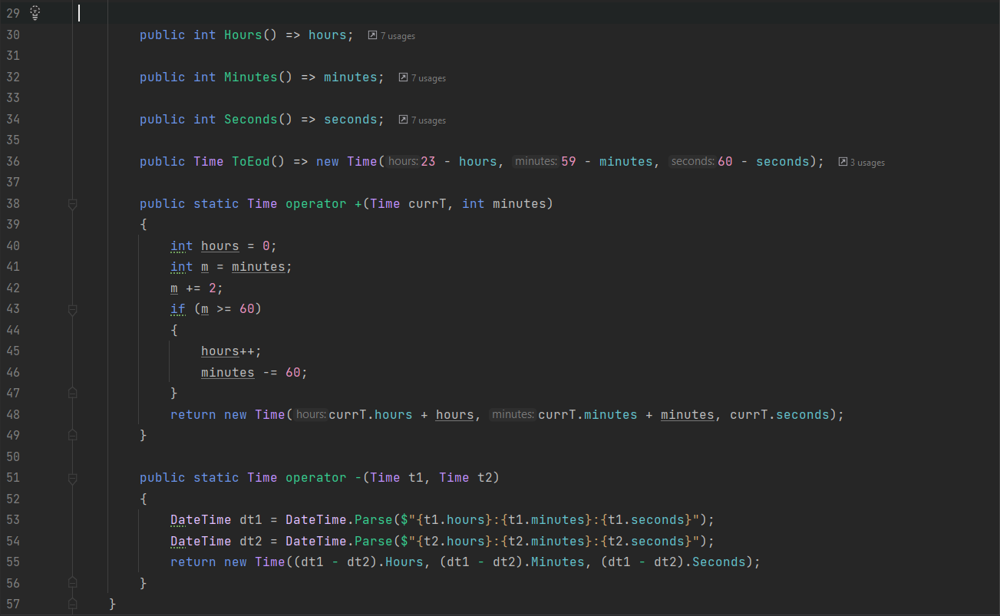 29
30 public int Hours() => hours; 7 usages
31
32 public int Minutes() => minutes; 7 usages
33
34 public int Seconds() => seconds; 7 usages
35
36 public Time ToEod() => new Time(hours:23 - hours, minutes:59 - minutes, seconds:60 - seconds); 3 usages
37
38 public static Time operator +(Time currT, int minutes)
39 {
40 int hours = 0;
41 int m = minutes;
42 m += 2;
43 if (m >= 60)
44 {
45 hours++;
46 minutes -= 60;
47 }
48 return new Time(hours:currT.hours + hours, minutes:currT.minutes + minutes, currT.seconds);
49 }
50
51 public static Time operator -(Time t1, Time t2)
52 {
53 DateTime dt1 = DateTime.Parse($"{t1.hours}:{t1.minutes}:{t1.seconds}");
54 DateTime dt2 = DateTime.Parse($"{t2.hours}:{t2.minutes}:{t2.seconds}");
55 return new Time((dt1 - dt2).Hours, (dt1 - dt2).Minutes, (dt1 - dt2).Seconds);
56 }
57 }